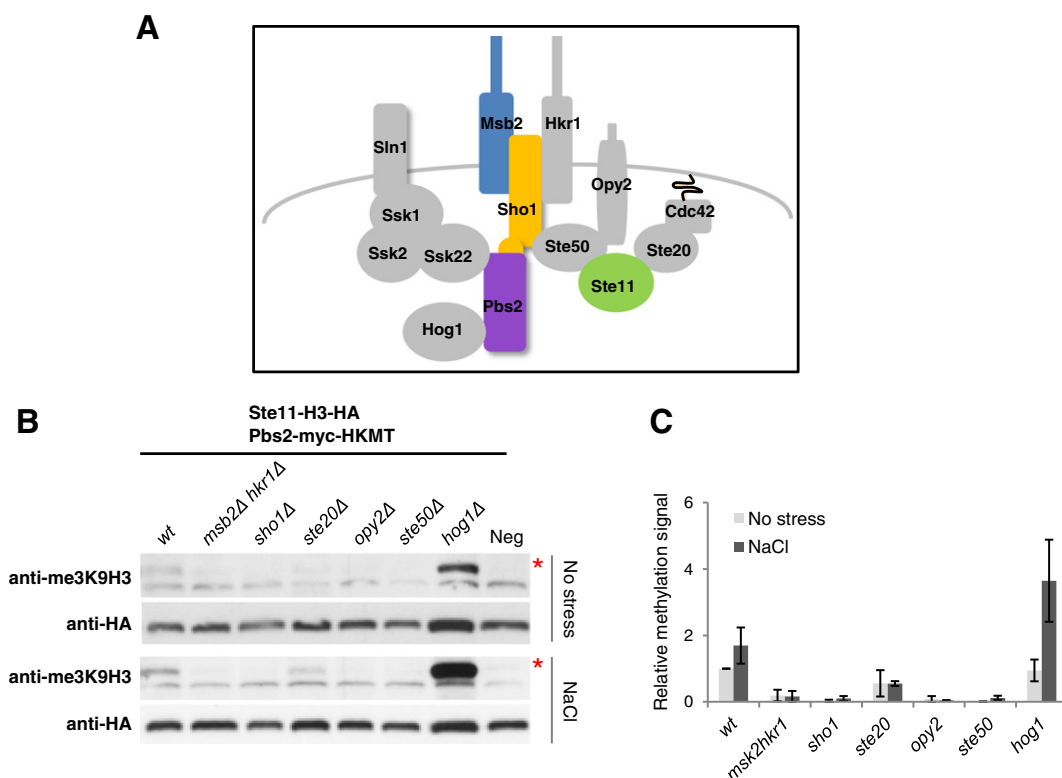 A
Msb2
Hkr1
Sln1
Opy2
Sho1
Cdc42
Ssk1
Ste50
Ste20
Ssk2
Ssk22
Ste11
Pbs2
Hog1
B
Ste11-H3-HA
Pbs2-myc-HKMT
wt
msb2Δ hkr1Δ
sho1Δ
ste20Δ
opy2Δ
ste50Δ
hog1Δ
Neg
anti-me3K9H3
*
anti-HA
No stress
anti-me3K9H3
*
anti-HA
NaCl
C
Relative methylation signal
6
4
2
0
No stress
NaCl
wt
msk2hkr1
sho1
ste20
opy2
ste50
hog1